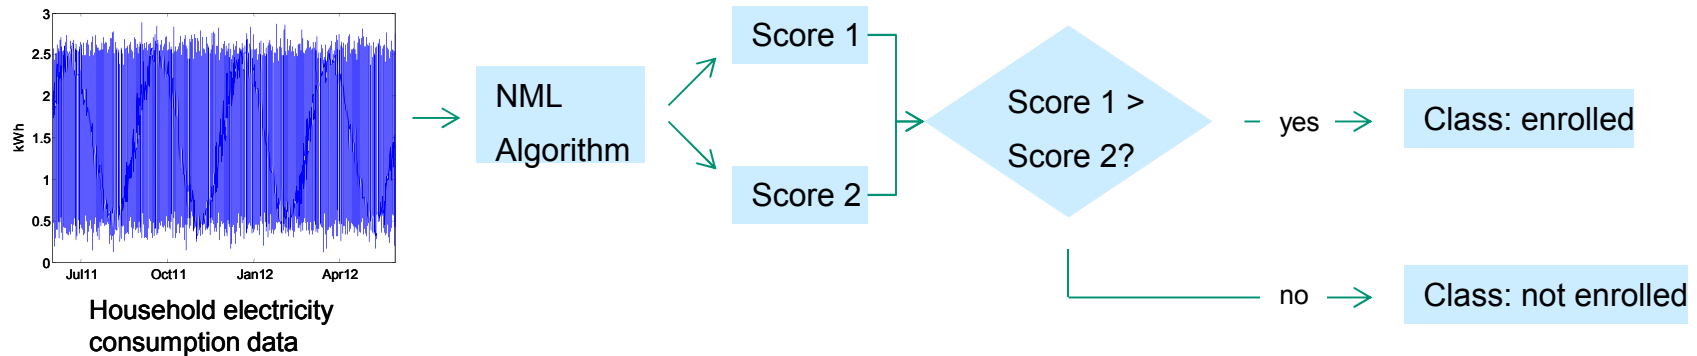 3
2.5
2
1.5
1
0.5
0
kWh
Jul11
Oct11
Jan12
Apr12
Household electricity
consumption data
NML
Algorithm
Score 1
Score 2
Score 1 >
Score 2?
yes
Class: enrolled
no
Class: not enrolled